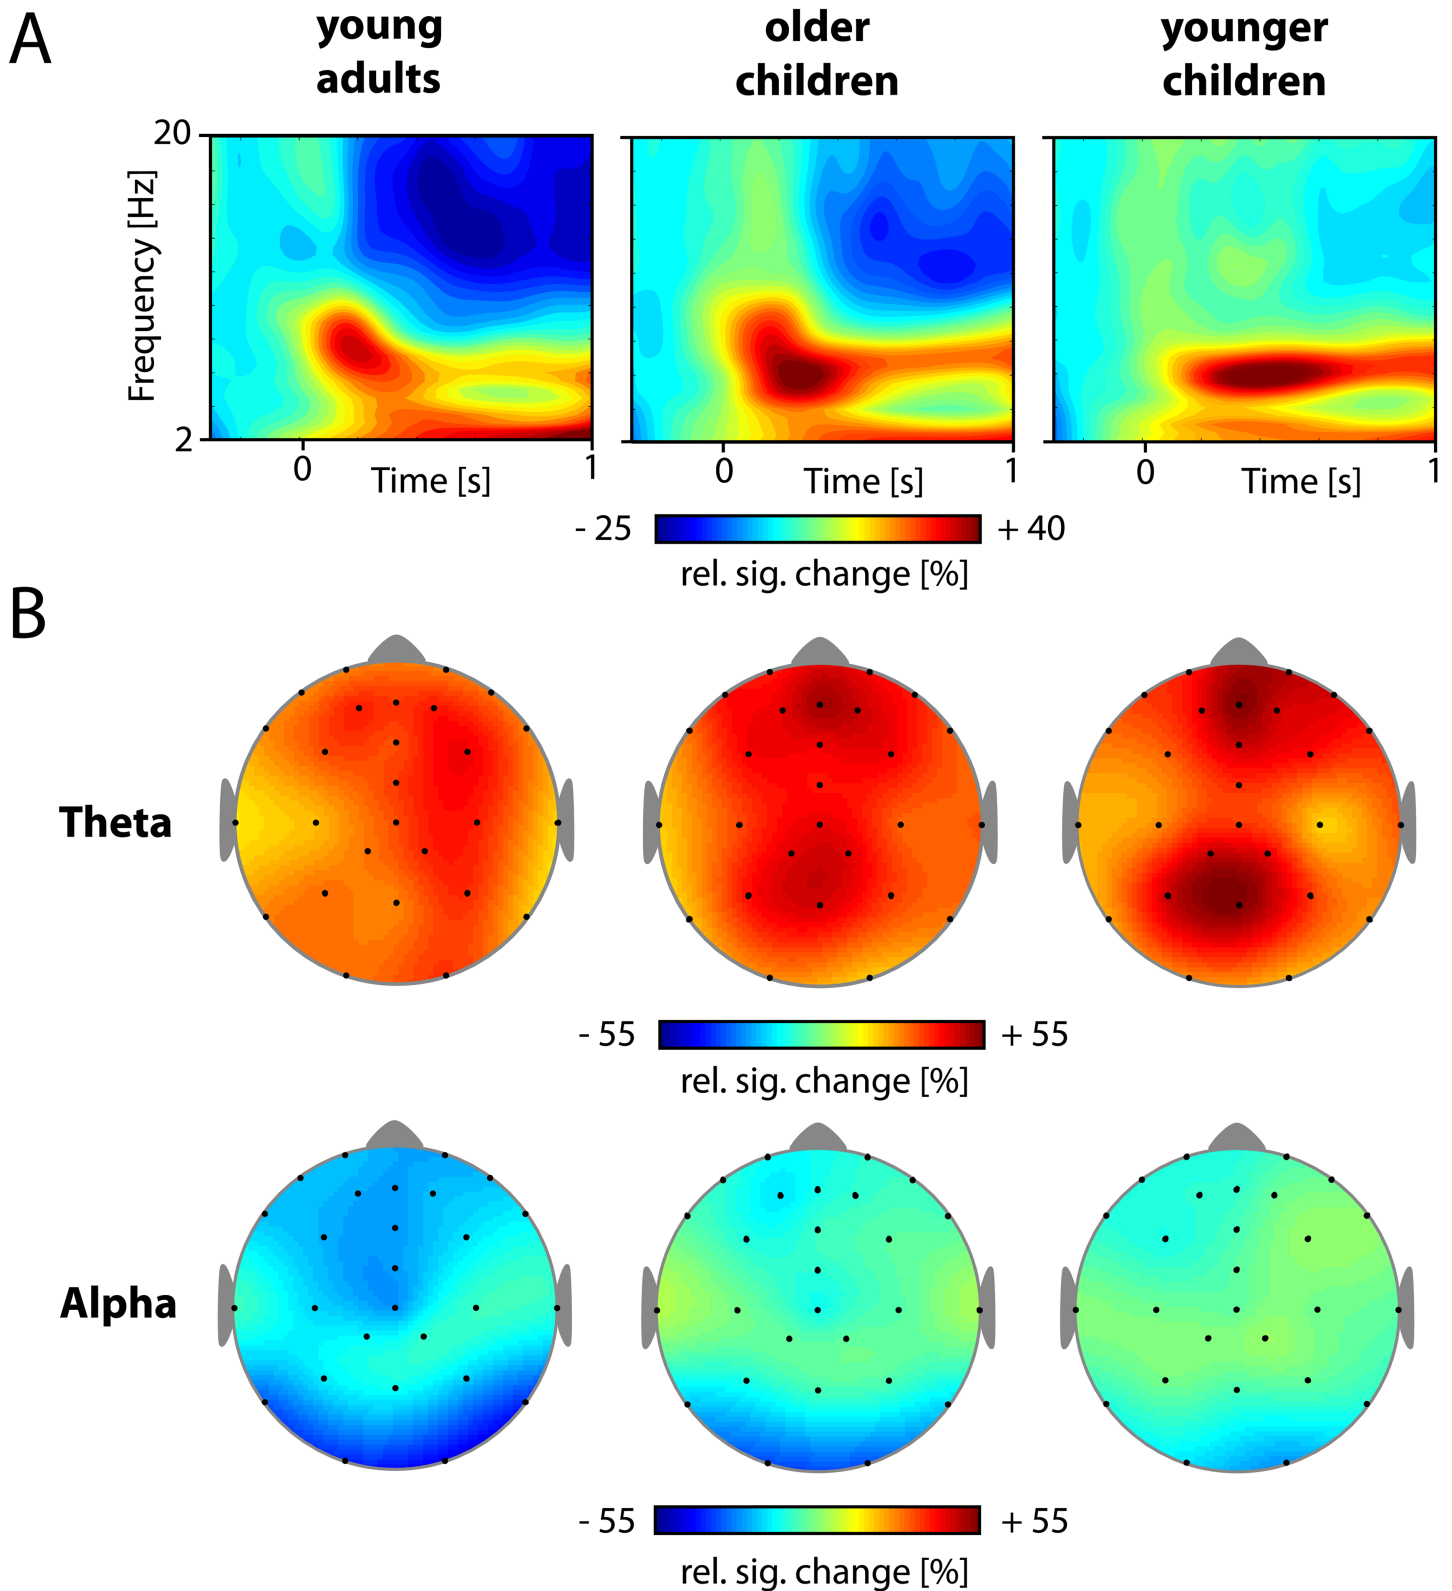 A
young
adults
older
children
younger
children
20
Frequency [Hz]
2
0
Time [s]
1
0
Time [s]
1
0
Time [s]
1
- 25
+ 40
rel. sig. change [%]
B
Theta
- 55
+ 55
rel. sig. change [%]
Alpha
- 55
+ 55
rel. sig. change [%]